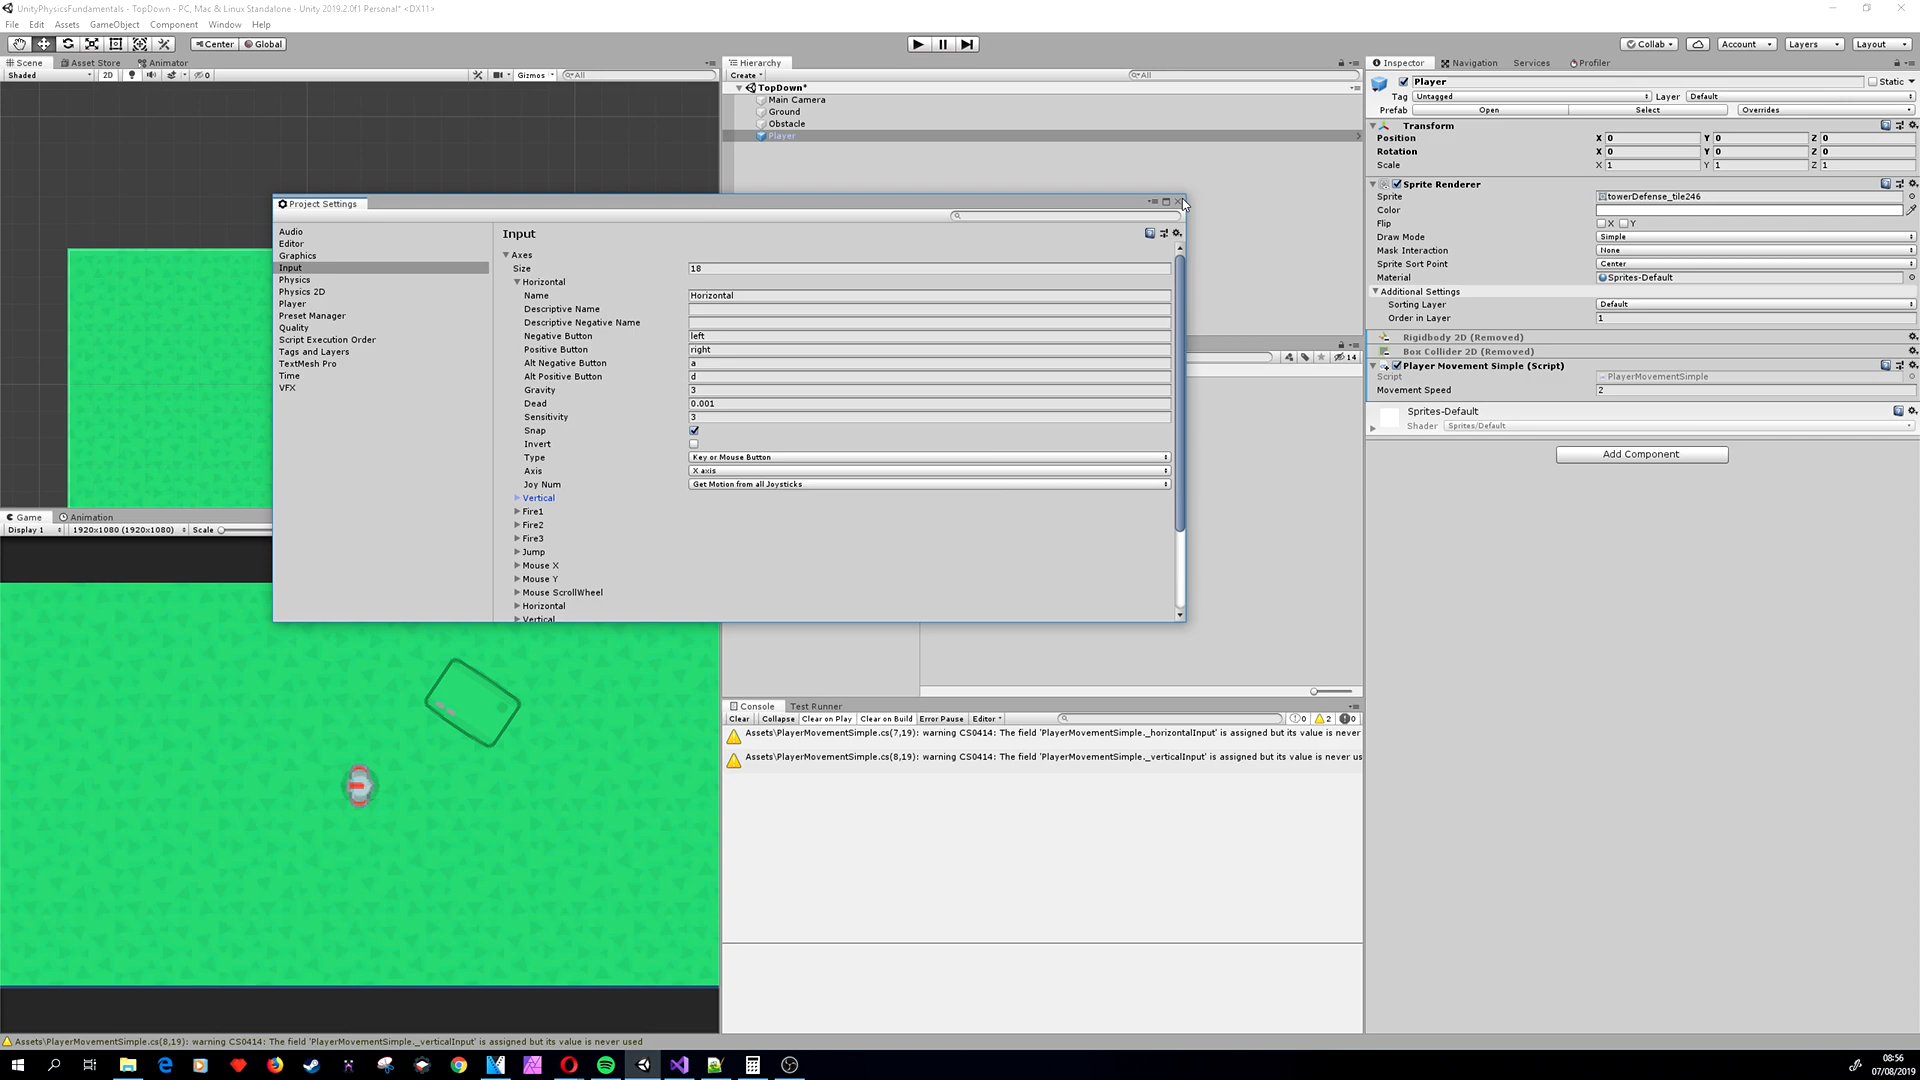 UnityPhysicsFundamentals - TopDown - PC, Mac & Linux Standalone - Unity 2019.2.0f1 Personal* <DX11>
File Edit Assets GameObject Component Window Help
Center Global
Collab Account Layers Layout
Scene Asset Store Animator
Shaded 2D 0 Gizmos All
Hierarchy
Create All
TopDown*
Main Camera
Ground
Obstacle
Player
14
Inspector Navigation Services Profiler
Player Static
Tag Untagged Layer Default
Prefab Open Select Overrides
Transform
Position X 0 Y 0 Z 0
Rotation X 0 Y 0 Z 0
Scale X 1 Y 1 Z 1
Sprite Renderer
Sprite towerDefense_tile246
Color
Flip X Y
Draw Mode Simple
Mask Interaction None
Sprite Sort Point Center
Material Sprites-Default
Additional Settings
Sorting Layer Default
Order in Layer 1
Rigidbody 2D (Removed)
Box Collider 2D (Removed)
Player Movement Simple (Script)
Script PlayerMovementSimple
Movement Speed 2
Sprites-Default
Shader Sprites/Default
Add Component
Project Settings
Audio
Editor
Graphics
Input
Physics
Physics 2D
Player
Preset Manager
Quality
Script Execution Order
Tags and Layers
TextMesh Pro
Time
VFX
Input
Axes
Size 18
Horizontal
Name Horizontal
Descriptive Name
Descriptive Negative Name
Negative Button left
Positive Button right
Alt Negative Button a
Alt Positive Button d
Gravity 3
Dead 0.001
Sensitivity 3
Snap
Invert
Type Key or Mouse Button
Axis X axis
Joy Num Get Motion from all Joysticks
Vertical
Fire1
Fire2
Fire3
Jump
Mouse X
Mouse Y
Mouse ScrollWheel
Horizontal
Vertical
Game Animation
Display 1 1920x1080 (1920x1080) Scale
Console Test Runner
Clear Collapse Clear on Play Clear on Build Error Pause Editor 0 2 0
Assets\PlayerMovementSimple.cs(7,19): warning CS0414: The field 'PlayerMovementSimple._horizontalInput' is assigned but its value is never
Assets\PlayerMovementSimple.cs(8,19): warning CS0414: The field 'PlayerMovementSimple._verticalInput' is assigned but its value is never us
Assets\PlayerMovementSimple.cs(8,19): warning CS0414: The field 'PlayerMovementSimple._verticalInput' is assigned but its value is never used
08:56
07/08/2019